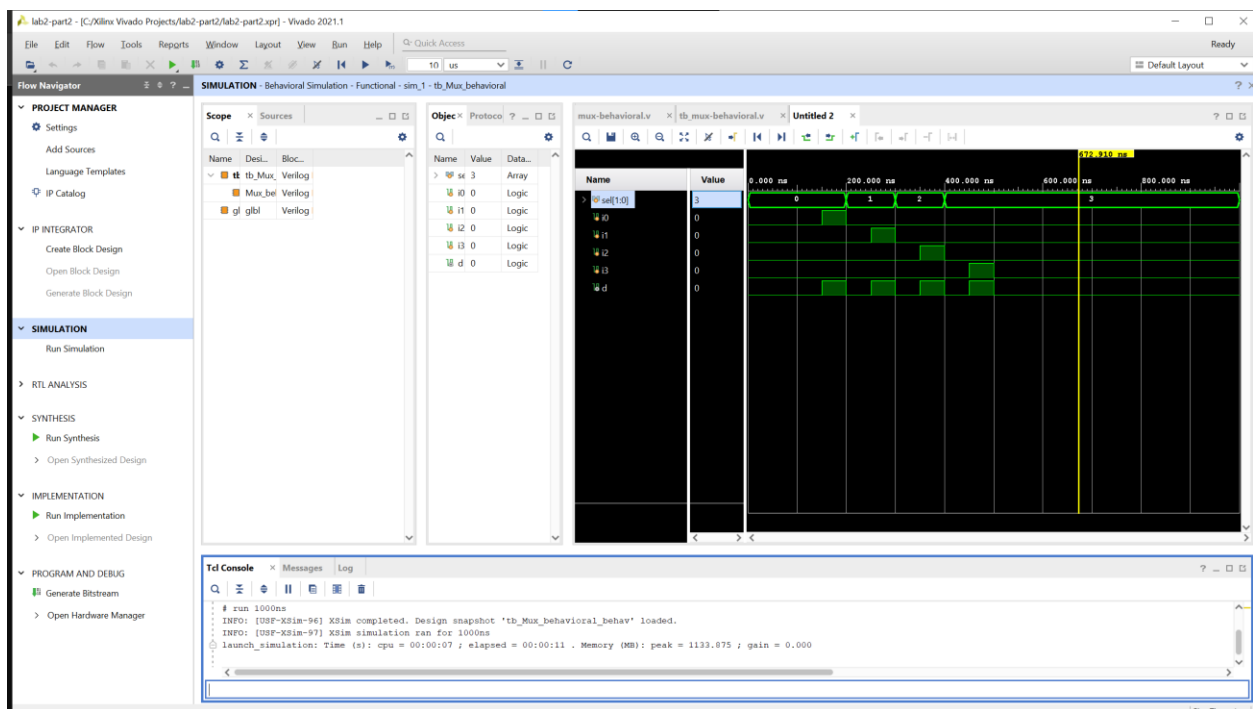 lab2-part2 - [C:/Xilinx Vivado Projects/lab2-part2/lab2-part2.xpr] - Vivado 2021.1
File Edit Flow Tools Reports Window Layout View Run Help Quick Access
Ready
10 us
Default Layout
Flow Navigator
PROJECT MANAGER
Settings
Add Sources
Language Templates
IP Catalog
IP INTEGRATOR
Create Block Design
Open Block Design
Generate Block Design
SIMULATION
Run Simulation
RTL ANALYSIS
SYNTHESIS
Run Synthesis
Open Synthesized Design
IMPLEMENTATION
Run Implementation
Open Implemented Design
PROGRAM AND DEBUG
Generate Bitstream
Open Hardware Manager
SIMULATION - Behavioral Simulation - Functional - sim_1 - tb_Mux_behavioral
Scope Sources
Name Desi... Bloc...
tb_Mux_ Verilog
Mux_bel Verilog
gl glbl Verilog
Objec Protoco
Name Value Data...
se 3 Array
i0 0 Logic
i1 0 Logic
i2 0 Logic
i3 0 Logic
d 0 Logic
mux-behavioral.v tb_mux-behavioral.v Untitled 2
672.910 ns
Name Value
0.000 ns 200.000 ns 400.000 ns 600.000 ns 800.000 ns
sel[1:0] 3 0 1 2 3
i0 0
i1 0
i2 0
i3 0
d 0
Tcl Console Messages Log
# run 1000ns
INFO: [USF-XSim-96] XSim completed. Design snapshot 'tb_Mux_behavioral_behav' loaded.
INFO: [USF-XSim-97] XSim simulation ran for 1000ns
launch_simulation: Time (s): cpu = 00:00:07 ; elapsed = 00:00:11 . Memory (MB): peak = 1133.875 ; gain = 0.000